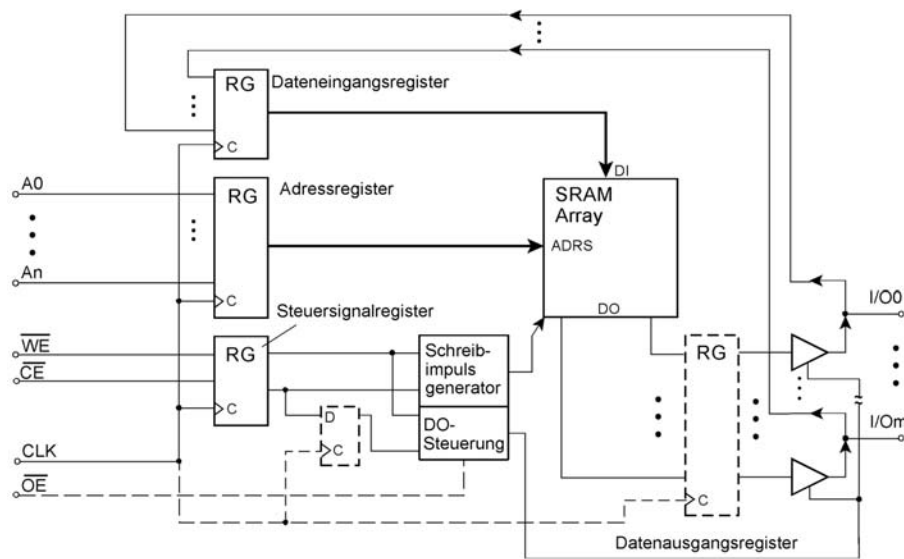 RG
Dateneingangsregister
C
DI
A0
RG
Adressregister
SRAM
Array
ADRS
An
C
DO
I/O0
Steuersignalregister
WE
RG
Schreib-
impuls
generator
RG
CE
C
D
DO-
Steuerung
I/Om
CLK
C
OE
C
Datenausgangsregister